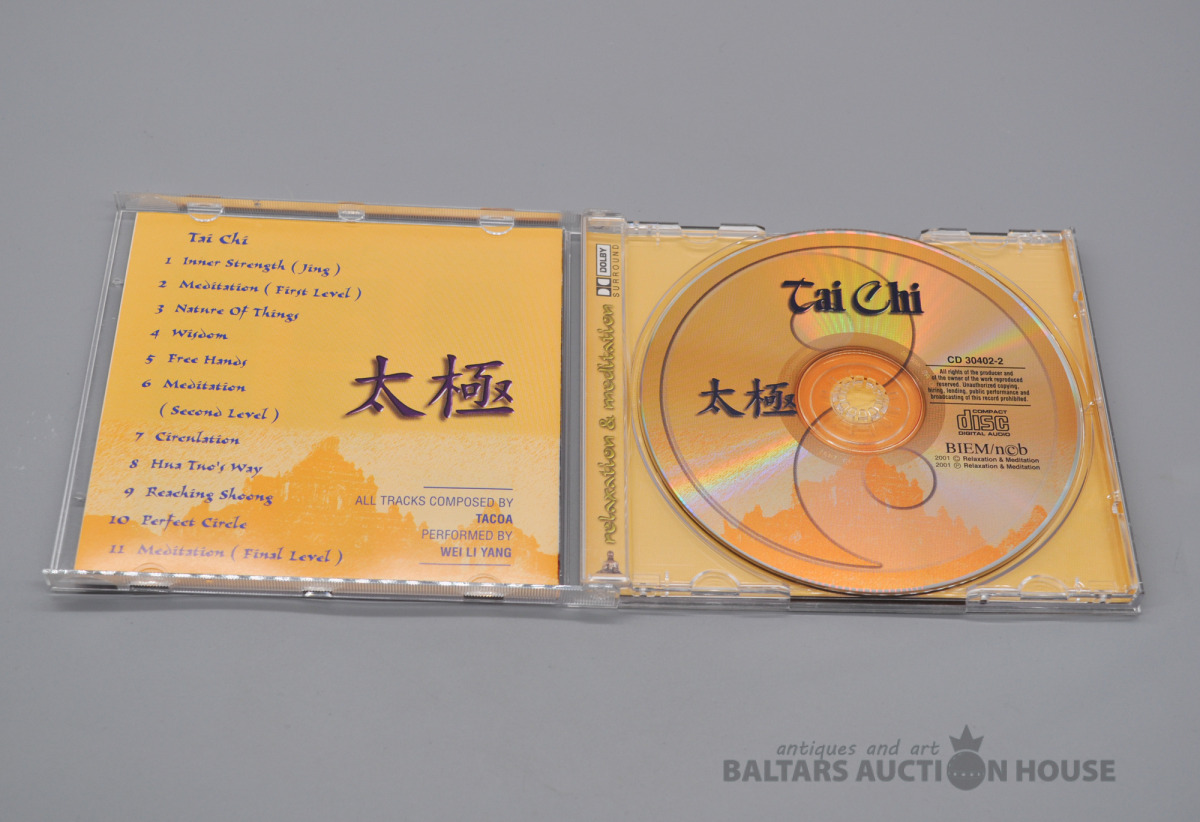 Tai Chi
1 Inner Strength ( Jing )
2 Meditation ( First Level )
3 Nature Of Things
4 Wisdom
5 Free Hands
6 Meditation
( Second Level )
7 Circulation
8 Hua Tuo's Way
9 Reaching Shoong
10 Perfect Circle
11 Meditation ( Final Level )
太極
ALL TRACKS COMPOSED BY
TACOA
PERFORMED BY
WEI LI YANG
DOLBY
SURROUND
relaxation & meditation
Tai Chi
太極
CD 30402-2
All rights of the producer and
of the owner of the work reproduced
reserved. Unauthorized copying,
hiring, lending, public performance and
broadcasting of this record prohibited.
COMPACT
disc
DIGITAL AUDIO
BIEM/n©b
2001 © Relaxation & Meditation
2001 ℗ Relaxation & Meditation
antiques and art
BALTARS AUCTION HOUSE